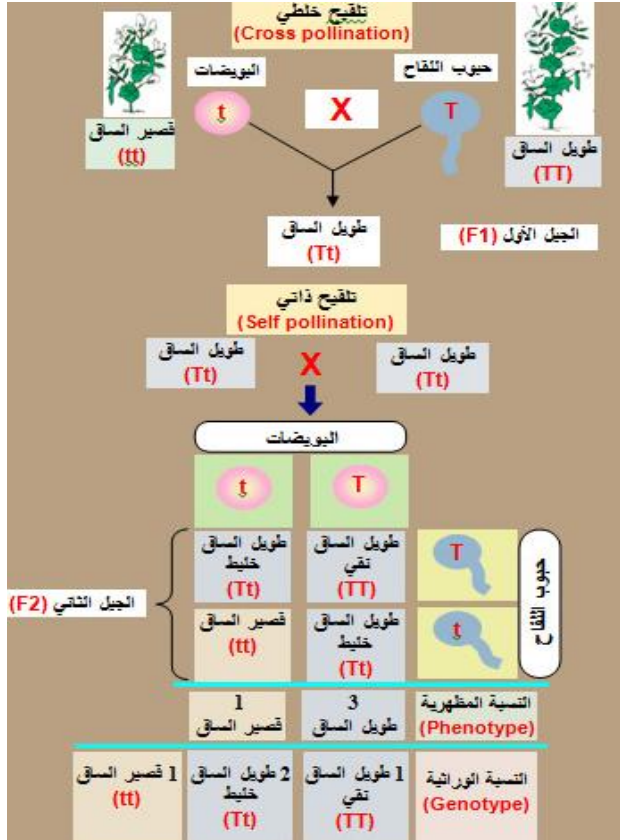 تلقيح خلطي
(Cross pollination)
حبوب اللقاح
البويضات
T
X
t
طويل الساق
(TT)
قصير الساق
(tt)
طويل الساق
(Tt)
الجيل الأول (F1)
تلقيح ذاتي
(Self pollination)
طويل الساق
(Tt)
X
طويل الساق
(Tt)
البويضات
T
t
حبوب اللقاح
T
طويل الساق
نقي
(TT)
طويل الساق
خليط
(Tt)
t
طويل الساق
خليط
(Tt)
قصير الساق
(tt)
الجيل الثاني (F2)
النسبة المظهرية
(Phenotype)
3
طويل الساق
1
قصير الساق
النسبة الوراثية
(Genotype)
1 طويل الساق
نقي
(TT)
2 طويل الساق
خليط
(Tt)
1 قصير الساق
(tt)